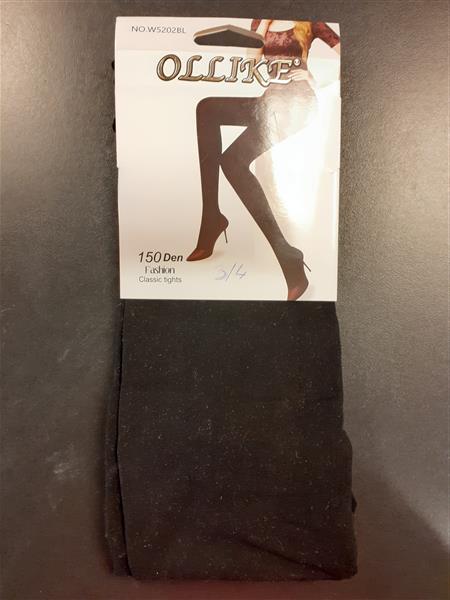 NO.W5202BL
OLLIKE®
150 Den
Fashion
Classic tights
3/4